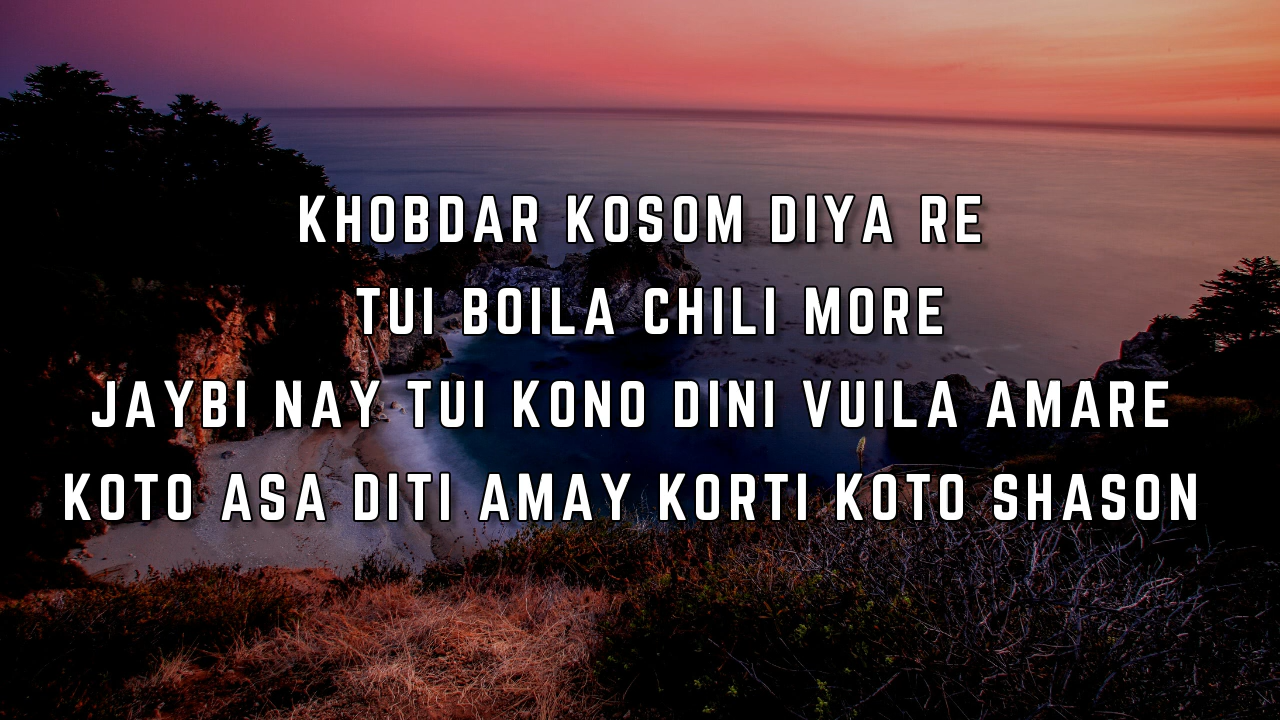 KHOBDAR KOSOM DIYA RE
TUI BOILA CHILI MORE
JAYBI NAY TUI KONO DINI VUILA AMARE
KOTO ASA DITI AMAY KORTI KOTO SHASON